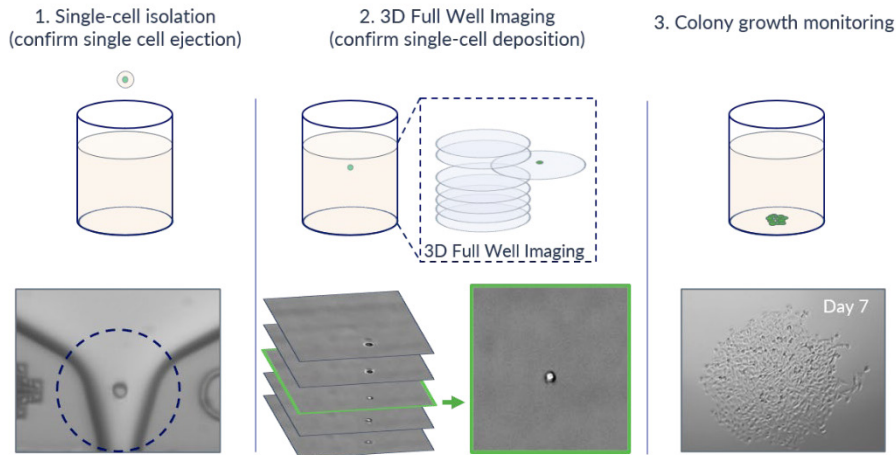 1. Single-cell isolation
(confirm single cell ejection)
2. 3D Full Well Imaging
(confirm single-cell deposition)
3. Colony growth monitoring
3D Full Well Imaging
Day 7